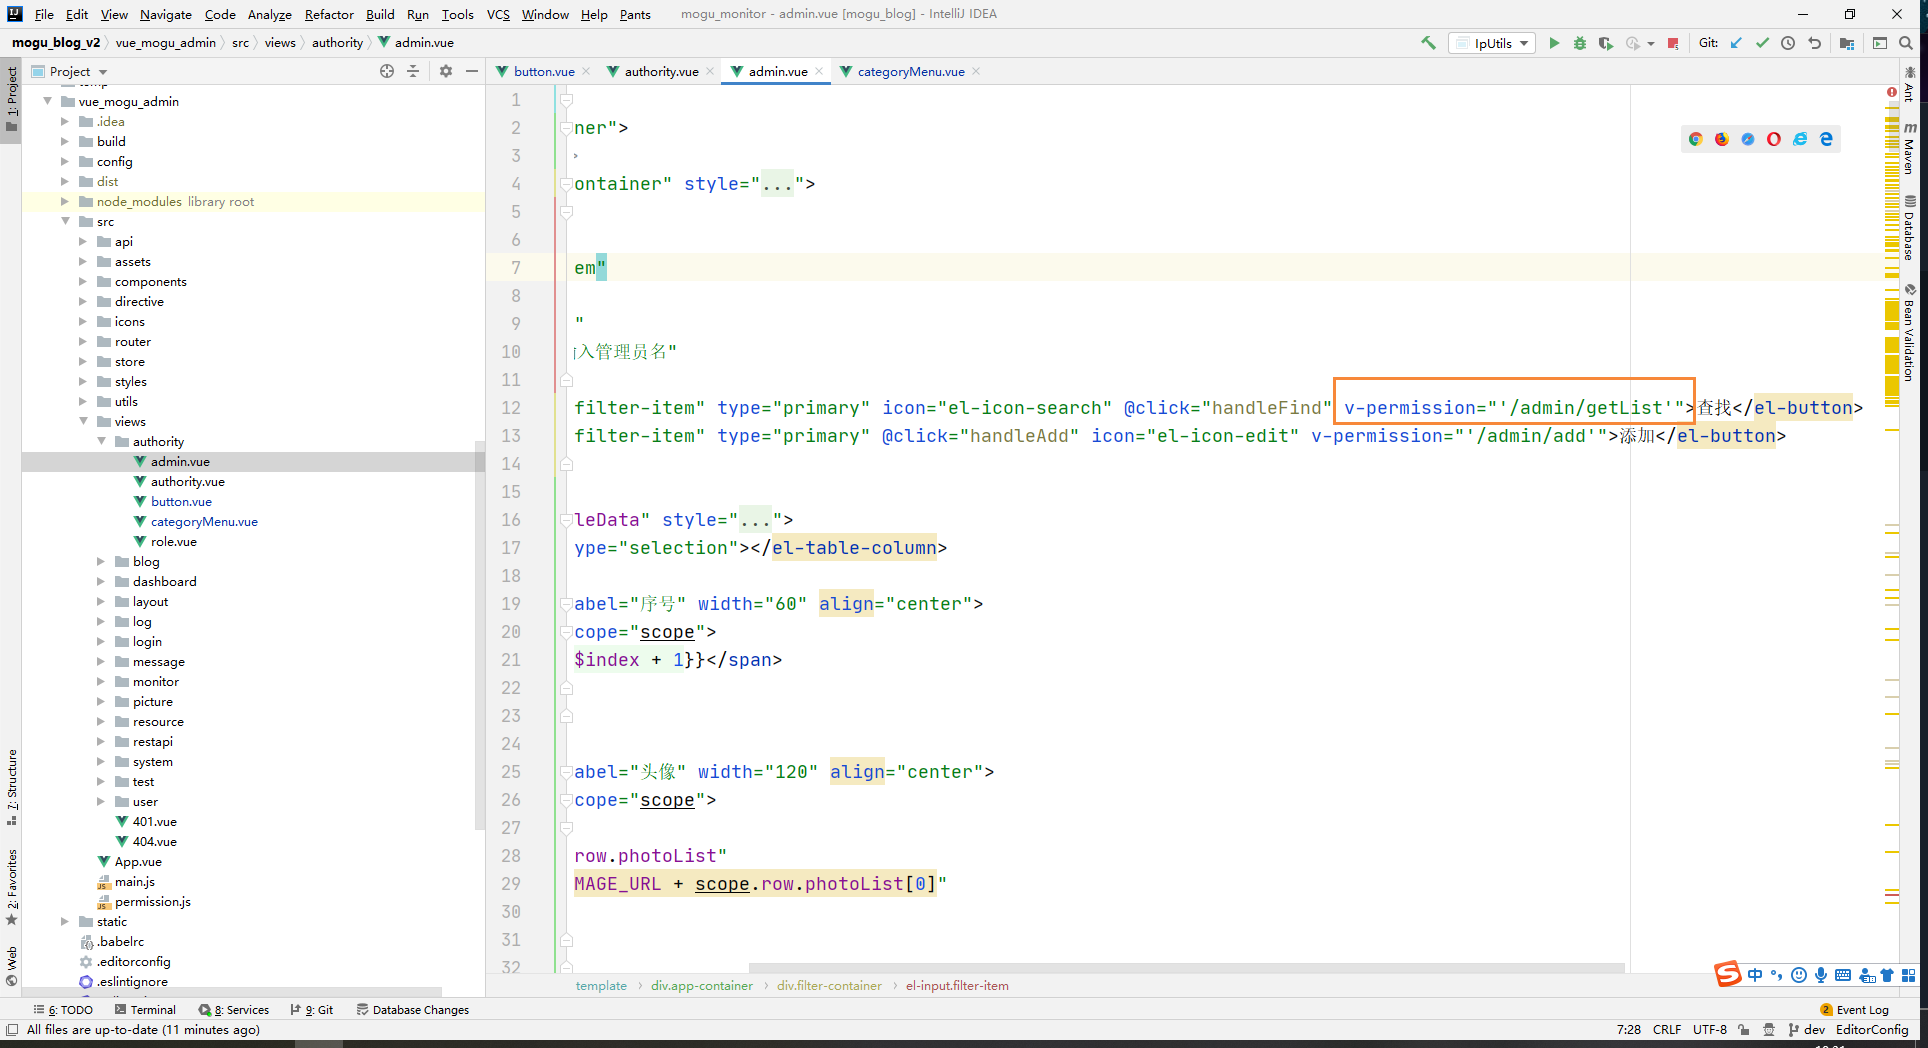 File Edit View Navigate Code Analyze Refactor Build Run Tools VCS Window Help Pants mogu_monitor - admin.vue [mogu_blog] - IntelliJ IDEA
mogu_blog_v2 vue_mogu_admin src views authority admin.vue IpUtils Git:
Project button.vue authority.vue admin.vue categoryMenu.vue
1: Project
7: Structure
2: Favorites
Web
vue_mogu_admin
.idea
build
config
dist
node_modules library root
src
api
assets
components
directive
icons
router
store
styles
utils
views
authority
admin.vue
authority.vue
button.vue
categoryMenu.vue
role.vue
blog
dashboard
layout
log
login
message
monitor
picture
resource
restapi
system
test
user
401.vue
404.vue
App.vue
main.js
permission.js
static
.babelrc
.editorconfig
.eslintignore
1
2 ner">
3 >
4 ontainer" style="...">
5
6
7 em"
8
9 "
10 入管理员名"
11
12 filter-item" type="primary" icon="el-icon-search" @click="handleFind" v-permission="'/admin/getList'">查找</el-button>
13 filter-item" type="primary" @click="handleAdd" icon="el-icon-edit" v-permission="'/admin/add'">添加</el-button>
14
15
16 leData" style="...">
17 ype="selection"></el-table-column>
18
19 abel="序号" width="60" align="center">
20 cope="scope">
21 $index + 1}}</span>
22
23
24
25 abel="头像" width="120" align="center">
26 cope="scope">
27
28 row.photoList"
29 MAGE_URL + scope.row.photoList[0]"
30
31
32
Ant
Maven
Database
Bean Validation
template div.app-container div.filter-container el-input.filter-item
中
6: TODO Terminal 8: Services 9: Git Database Changes 2 Event Log
All files are up-to-date (11 minutes ago) 7:28 CRLF UTF-8 dev EditorConfig